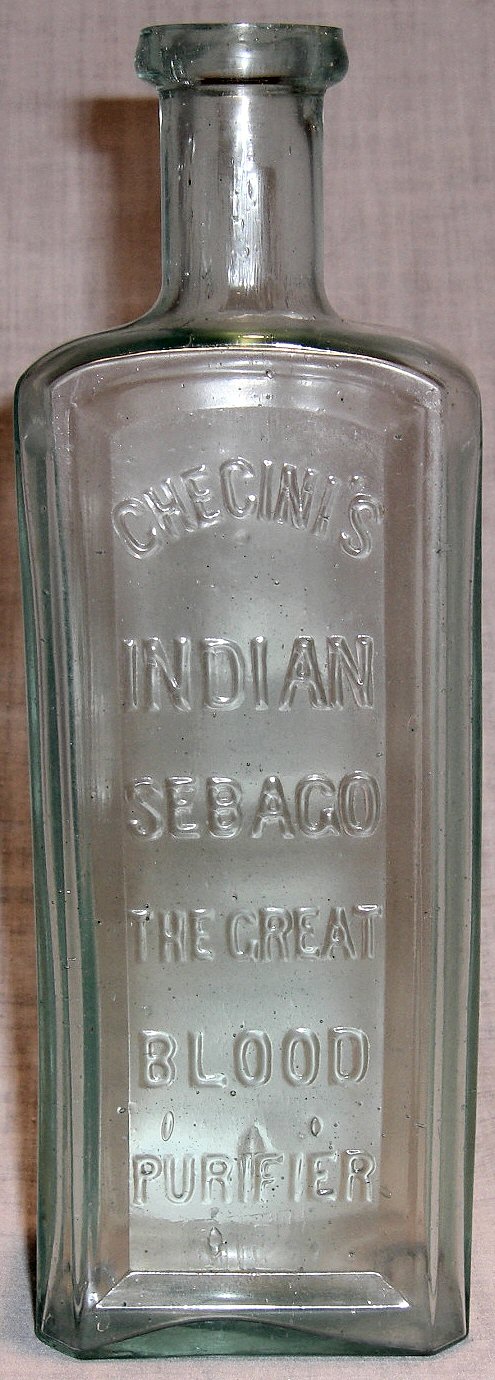 CHECINI'S
INDIAN
SEBAGO
THE GREAT
BLOOD
PURIFIER